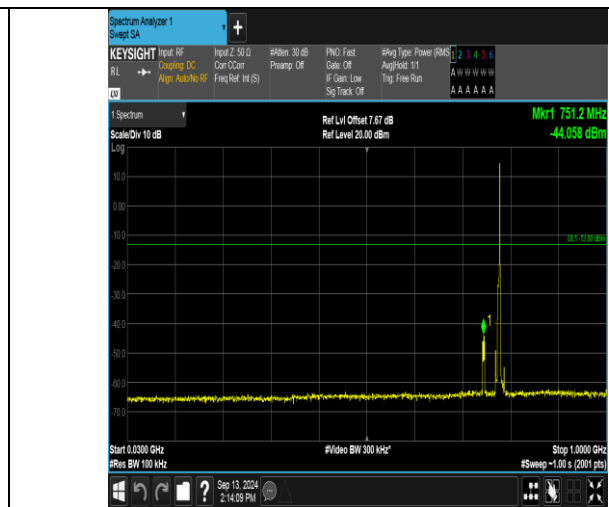 Spectrum Analyzer 1
Swept SA
+
KEYSIGHT Input: RF Input Z: 50 Ω #Atten: 30 dB PNO: Fast #Avg Type: Power (RMS 1 2 3 4 5 6
RL Coupling: DC Corr CCorr Preamp: Off Gate: Off Avg|Hold: 1/1 A W W W W W
Align: Auto/No RF Freq Ref: Int (S) IF Gain: Low Trig: Free Run
LXI Sig Track: Off A A A A A A
1 Spectrum Ref Lvl Offset 7.67 dB Mkr1 751.2 MHz
Scale/Div 10 dB Ref Level 20.00 dBm -44.058 dBm
Log
10.0
0.00
-10.0
DL1 -13.00 dBm
-20.0
-30.0
-40.0
1
-50.0
-60.0
-70.0
Start 0.0300 GHz #Video BW 300 kHz* Stop 1.0000 GHz
#Res BW 100 kHz #Sweep ~1.00 s (2001 pts)
? Sep 13, 2024
2:14:09 PM